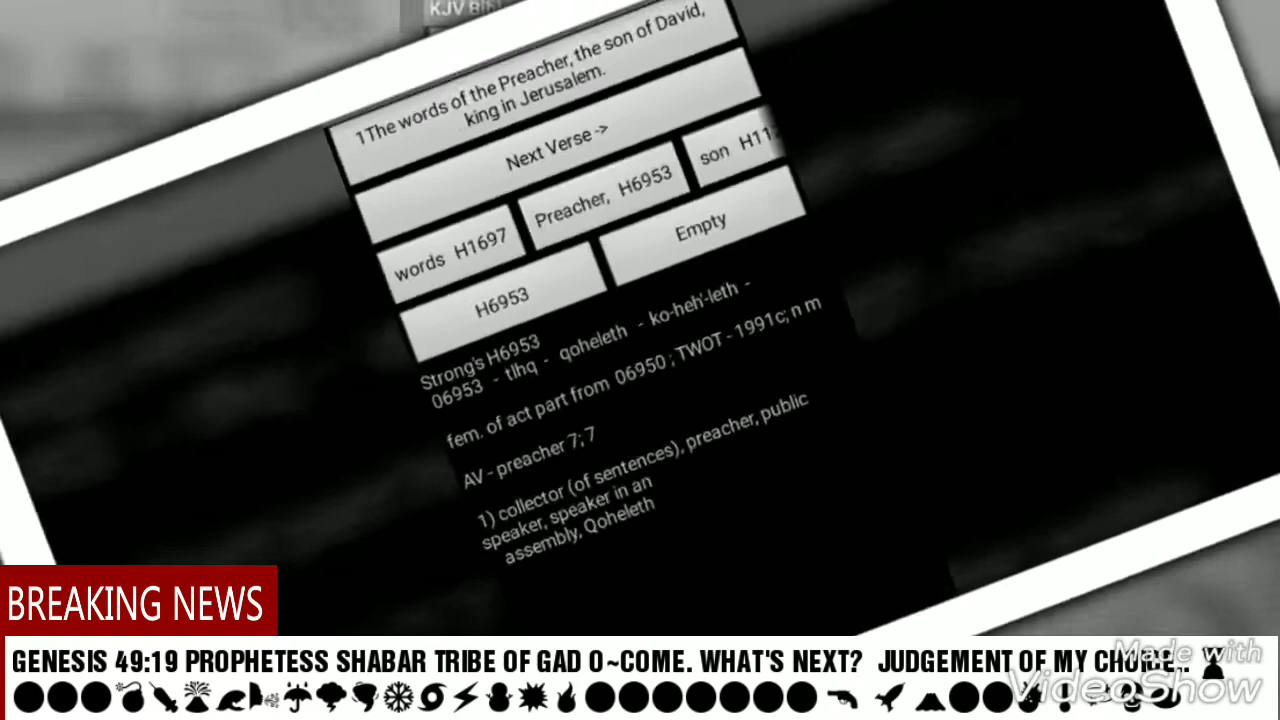 KJV Bibl
1The words of the Preacher, the son of David,
king in Jerusalem.
Next Verse ->
words H1697 Preacher, H6953 son H112
H6953 Empty
Strong's H6953
06953 - tlhq - qoheleth - ko-heh'-leth -
fem. of act part from 06950 ; TWOT - 1991c; n m
AV - preacher 7; 7
1) collector (of sentences), preacher, public
speaker, speaker in an
assembly, Qoheleth
BREAKING NEWS
GENESIS 49:19 PROPHETESS SHABAR TRIBE OF GAD O~COME. WHAT'S NEXT? JUDGEMENT OF MY CHOICE..
Made with
VideoShow